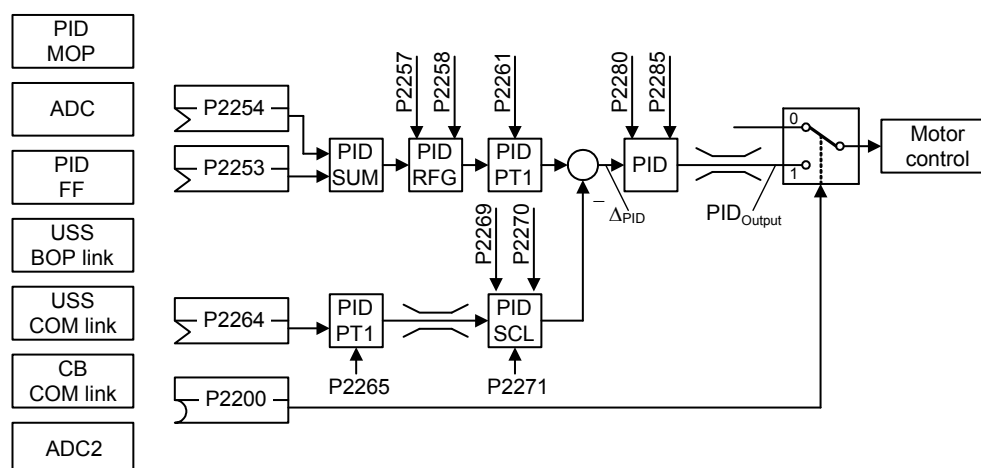 PID
MOP
ADC
PID
FF
USS
BOP link
USS
COM link
CB
COM link
ADC2
P2254
P2253
P2264
P2200
P2257
P2258
P2261
P2280
P2285
PID
SUM
PID
RFG
PID
PT1
PID
−
ΔPID
PIDOutput
0
1
Motor
control
P2269
P2270
PID
PT1
PID
SCL
P2265
P2271